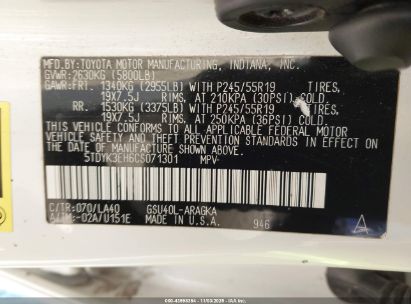 MFD. BY: TOYOTA MOTOR MANUFACTURING, INDIANA, INC.
GVWR: 2630KG (5800LB)
GAWR: FRT. 1340KG (2955LB) WITH P245/55R19 TIRES,
19X7.5J RIMS, AT 210KPA (30PSI) COLD
RR. 1530KG (3375LB) WITH P245/55R19 TIRES,
19X7.5J RIMS, AT 250KPA (36PSI) COLD
THIS VEHICLE CONFORMS TO ALL APPLICABLE FEDERAL MOTOR
VEHICLE SAFETY STANDARDS IN EFFECT ON
THE DATE OF MANUFACTURE SHOWN ABOVE.
5TDYK3EH6CS071301 MPV
C/TR: 070/LA40 GSU40L-ARAGKA
A/TM: -02A/U151E MADE IN U.S.A. 946